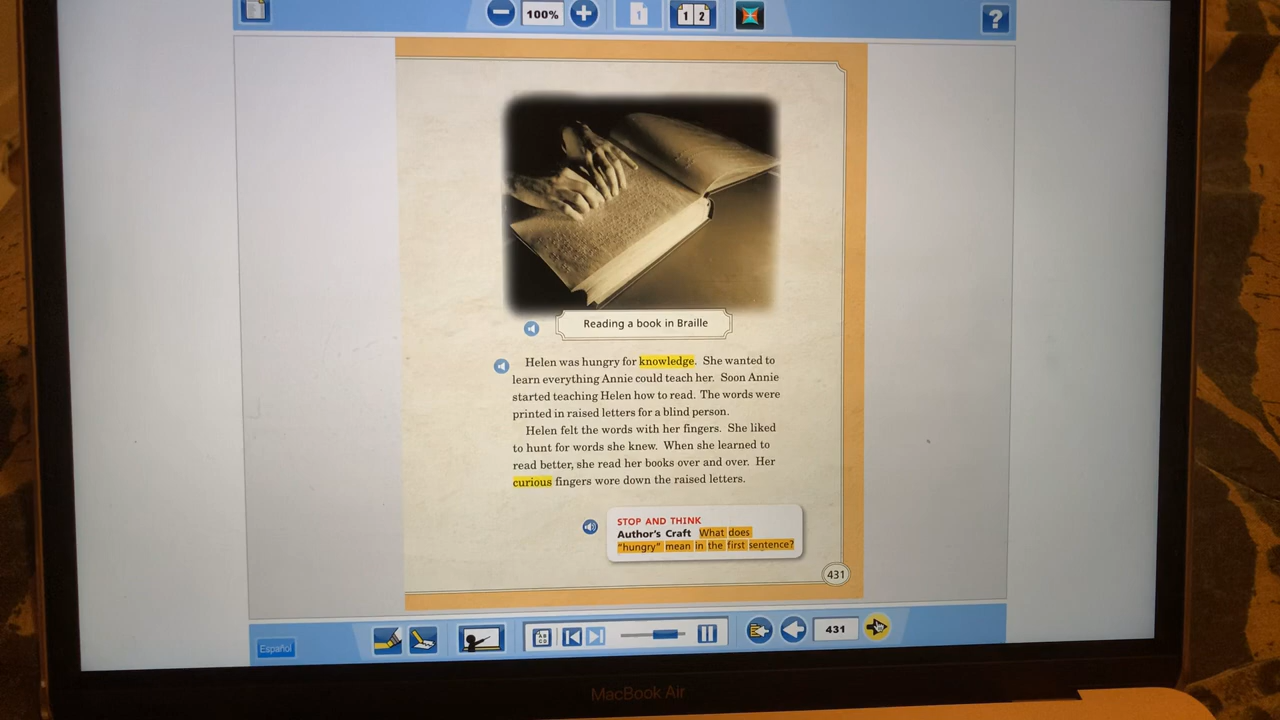 100%
1
1 2
?
Reading a book in Braille
Helen was hungry for knowledge. She wanted to
learn everything Annie could teach her. Soon Annie
started teaching Helen how to read. The words were
printed in raised letters for a blind person.
Helen felt the words with her fingers. She liked
to hunt for words she knew. When she learned to
read better, she read her books over and over. Her
curious fingers wore down the raised letters.
STOP AND THINK
Author's Craft What does
"hungry" mean in the first sentence?
431
Español
431
MacBook Air